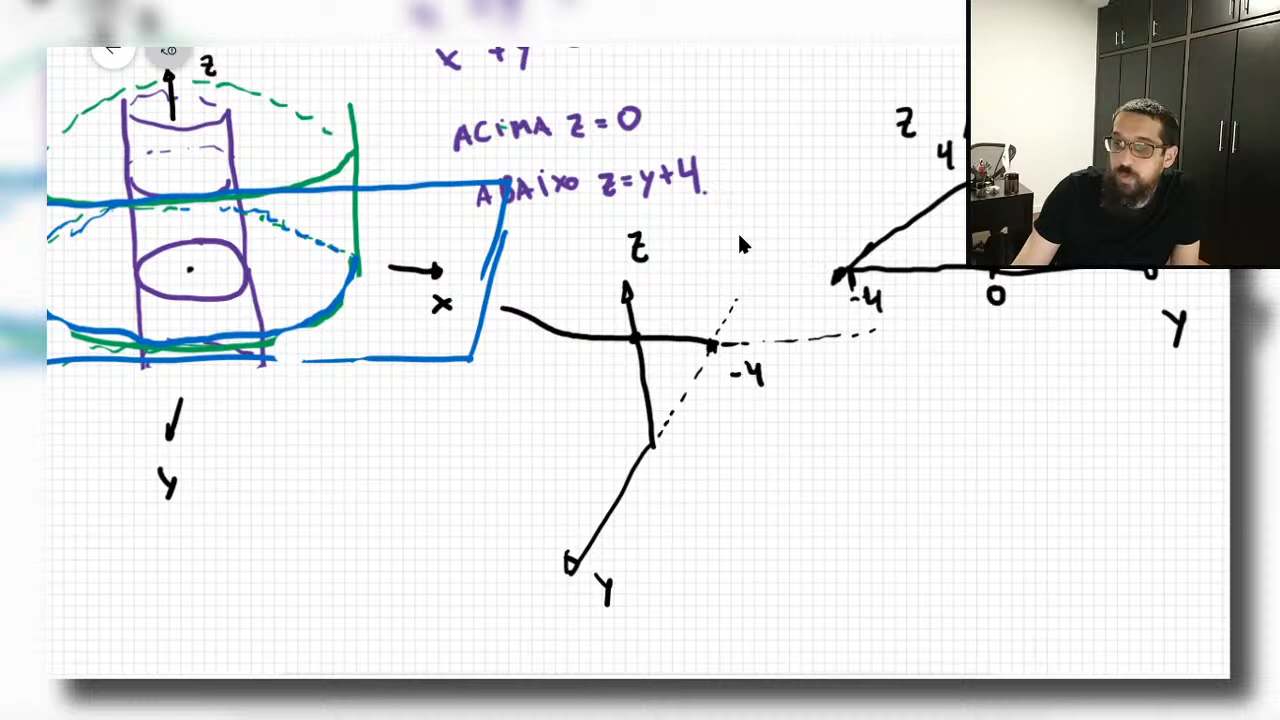 z
x + y
ACIMA z = 0
ABAIXO z = y+4.
x
y
z
-4
y
z
4
-4
0
y